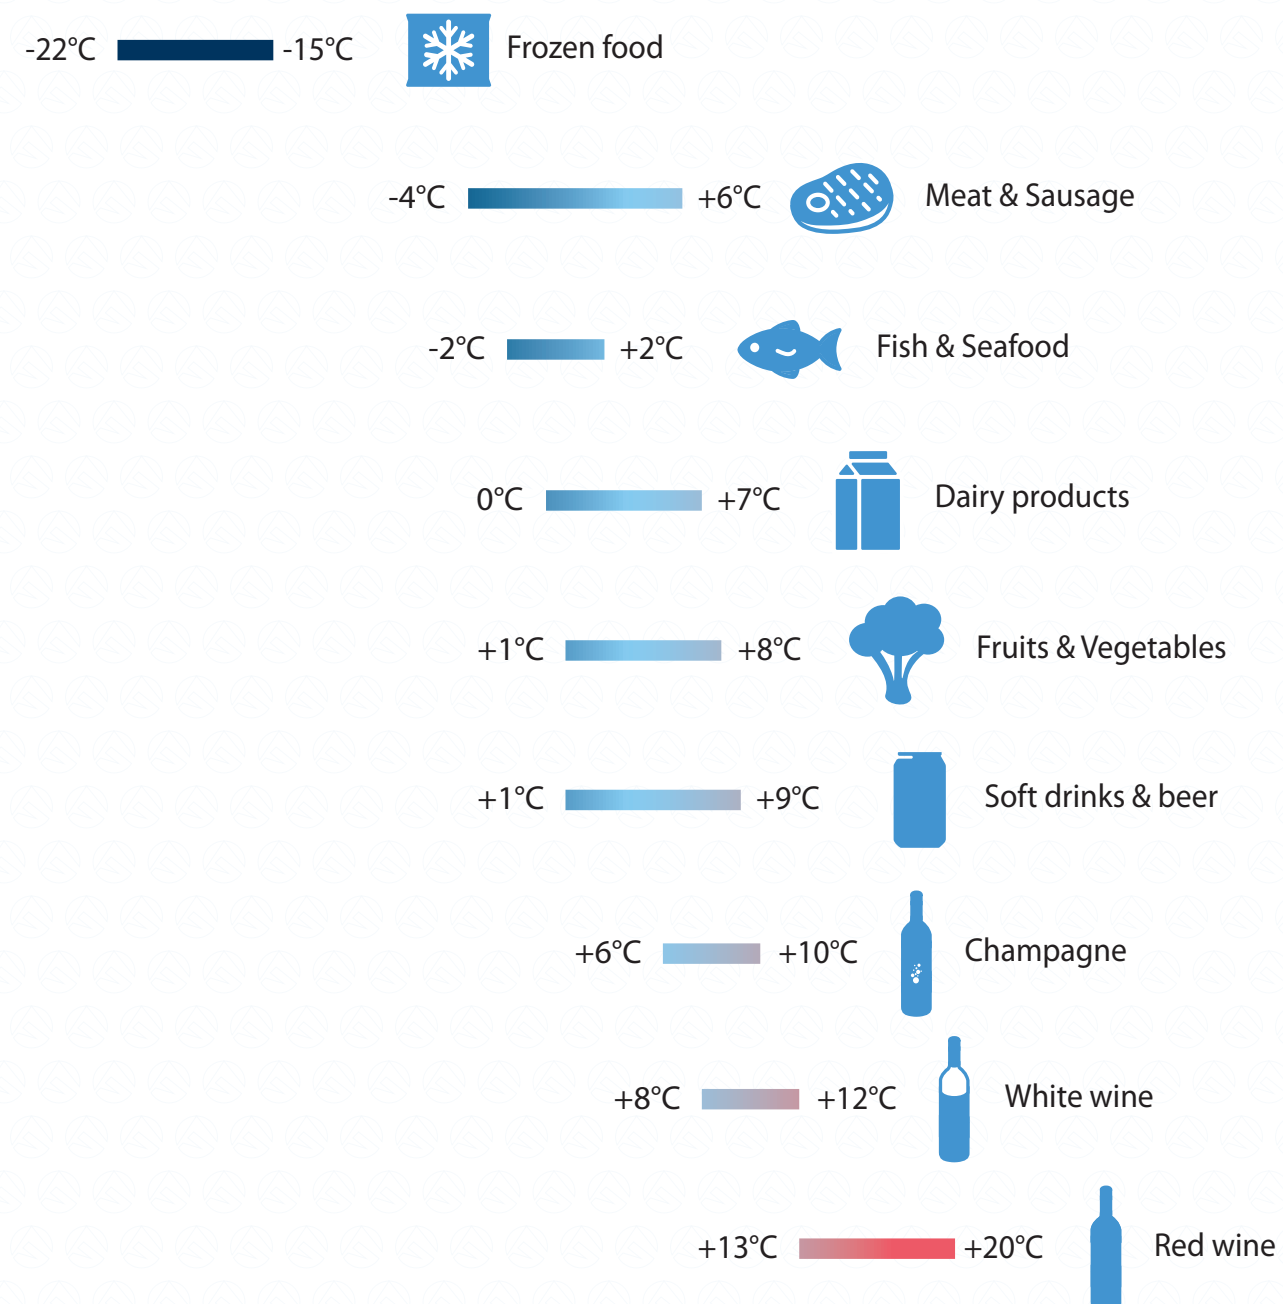 -22°C -15°C Frozen food
-4°C +6°C Meat & Sausage
-2°C +2°C Fish & Seafood
0°C +7°C Dairy products
+1°C +8°C Fruits & Vegetables
+1°C +9°C Soft drinks & beer
+6°C +10°C Champagne
+8°C +12°C White wine
+13°C +20°C Red wine